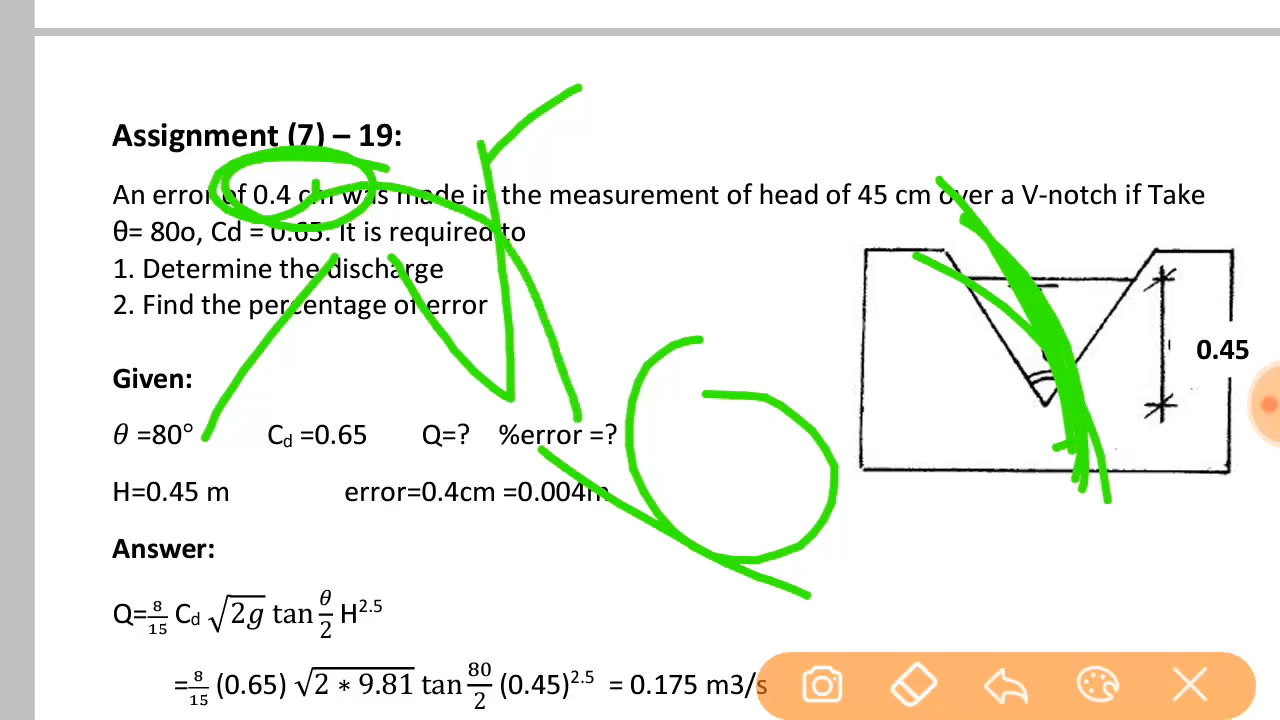 Assignment (7) – 19:
An error of 0.4 cm was made in the measurement of head of 45 cm over a V-notch if Take
θ= 80o, Cd = 0.65. It is required to
1. Determine the discharge
2. Find the percentage of error
0.45
Given:
θ =80° Cd =0.65 Q=? %error =?
H=0.45 m error=0.4cm =0.004m
Answer:
Q=8/15 Cd √2g tan θ/2 H^2.5
=8/15 (0.65) √2 ∗ 9.81 tan 80/2 (0.45)^2.5 = 0.175 m3/s